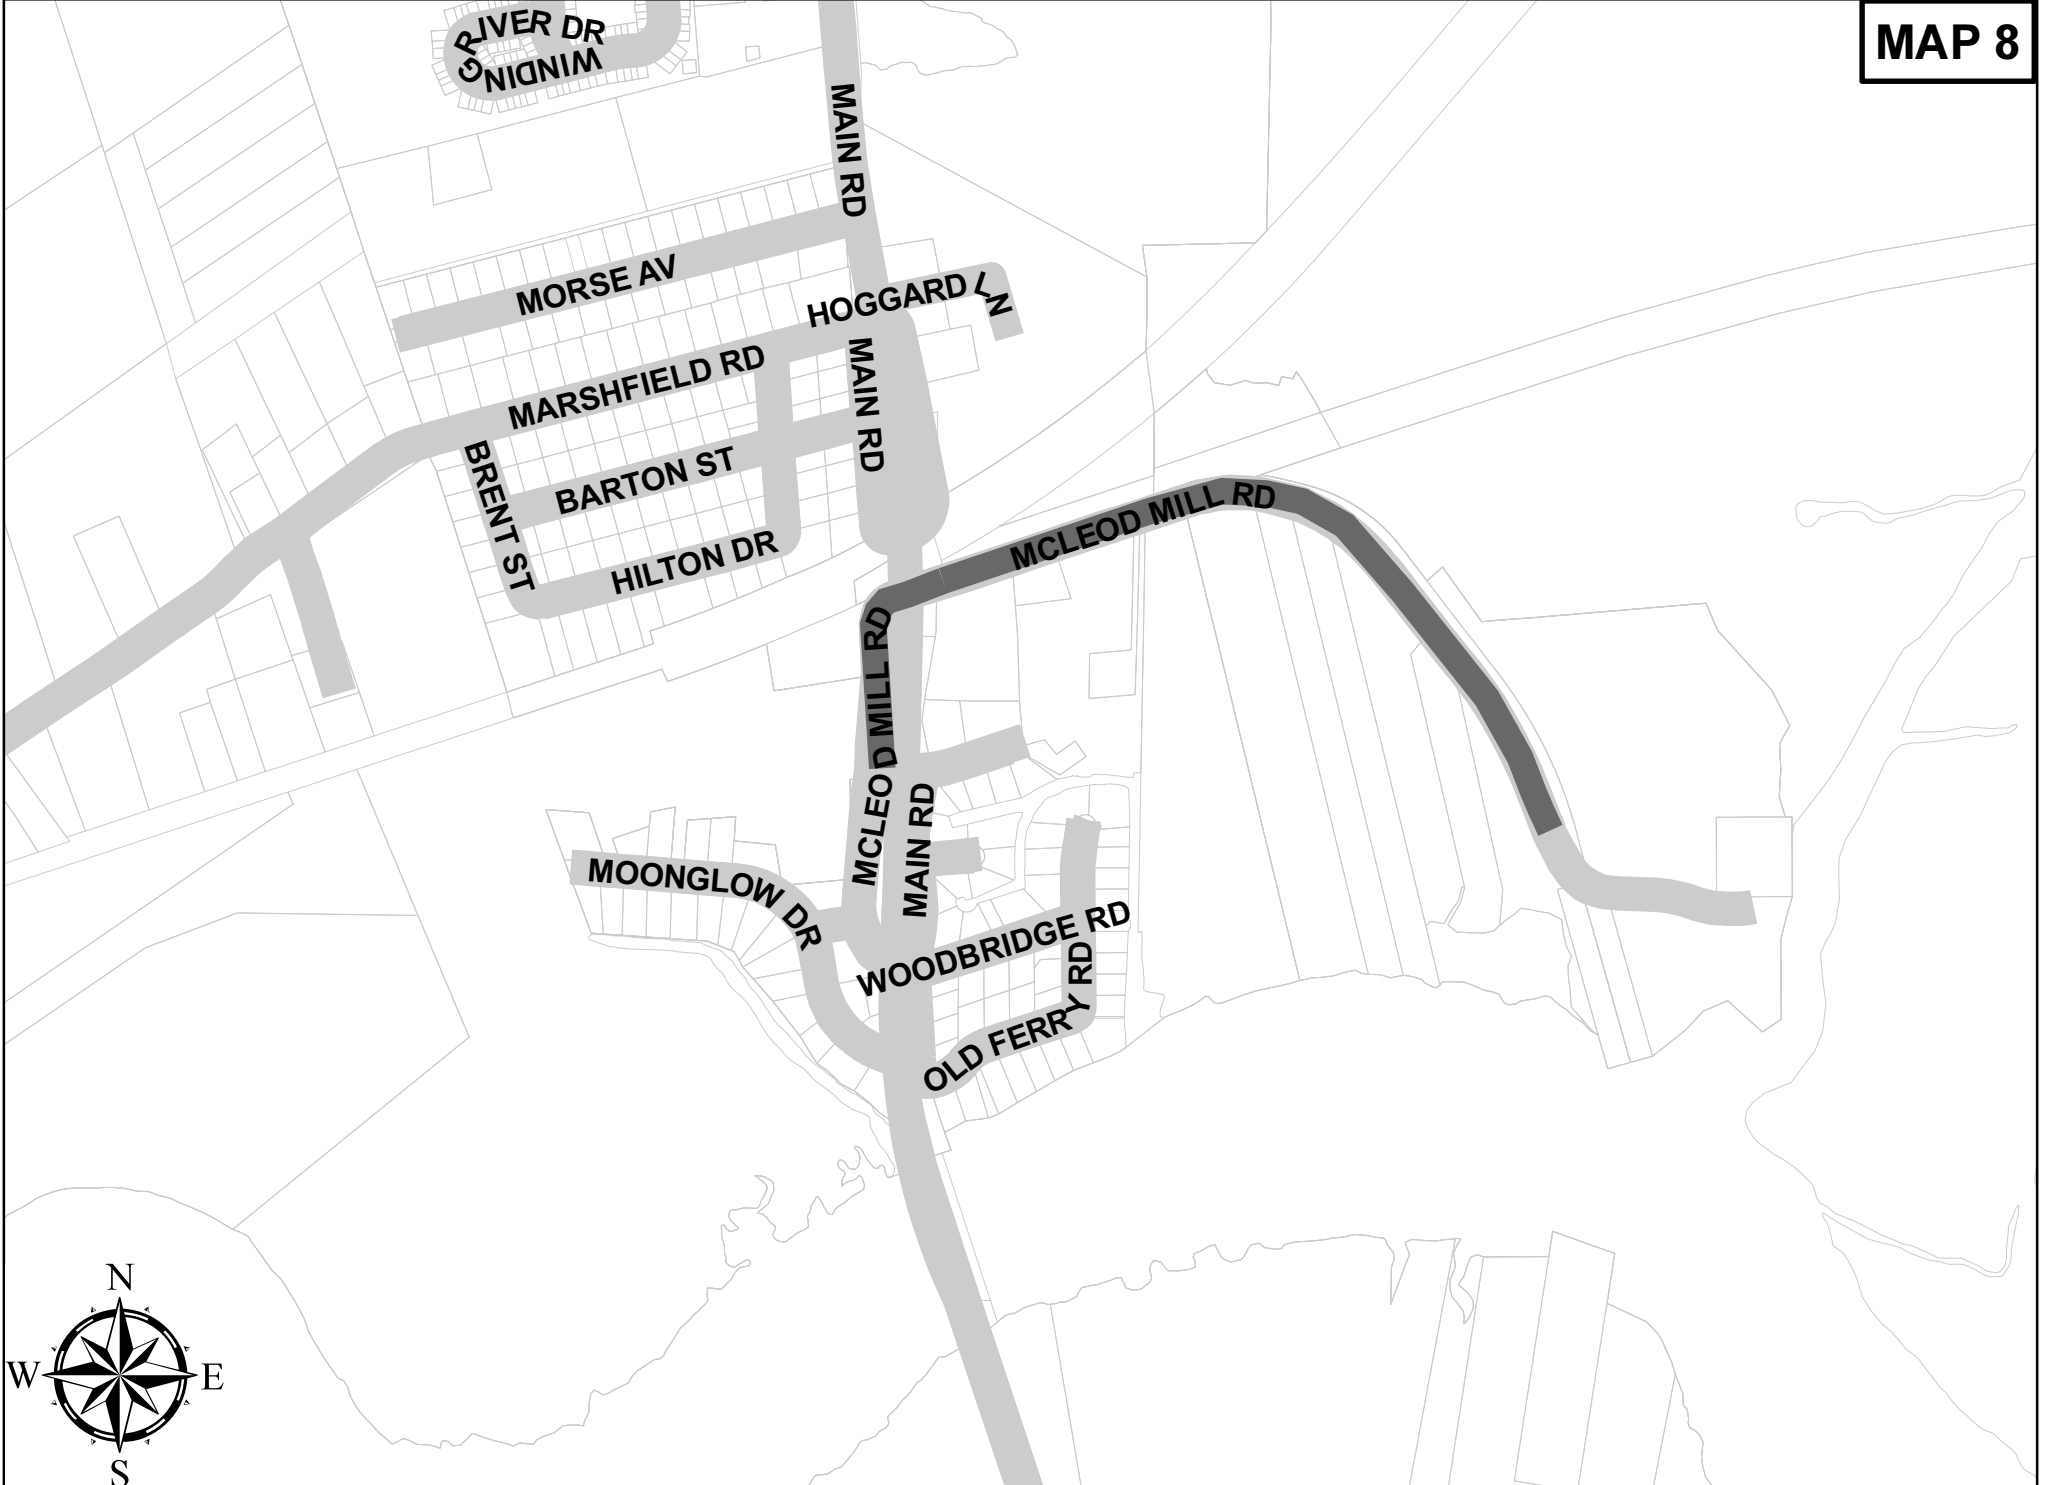 MAP 8
WINDING RIVER DR
MAIN RD
MORSE AV
HOGGARD LN
MARSHFIELD RD
MAIN RD
BRENT ST
BARTON ST
HILTON DR
MCLEOD MILL RD
MCLEOD MILL RD
MCLEOD
MAIN RD
MOONGLOW DR
WOODBRIDGE RD
OLD FERRY RD
N
W
E
S